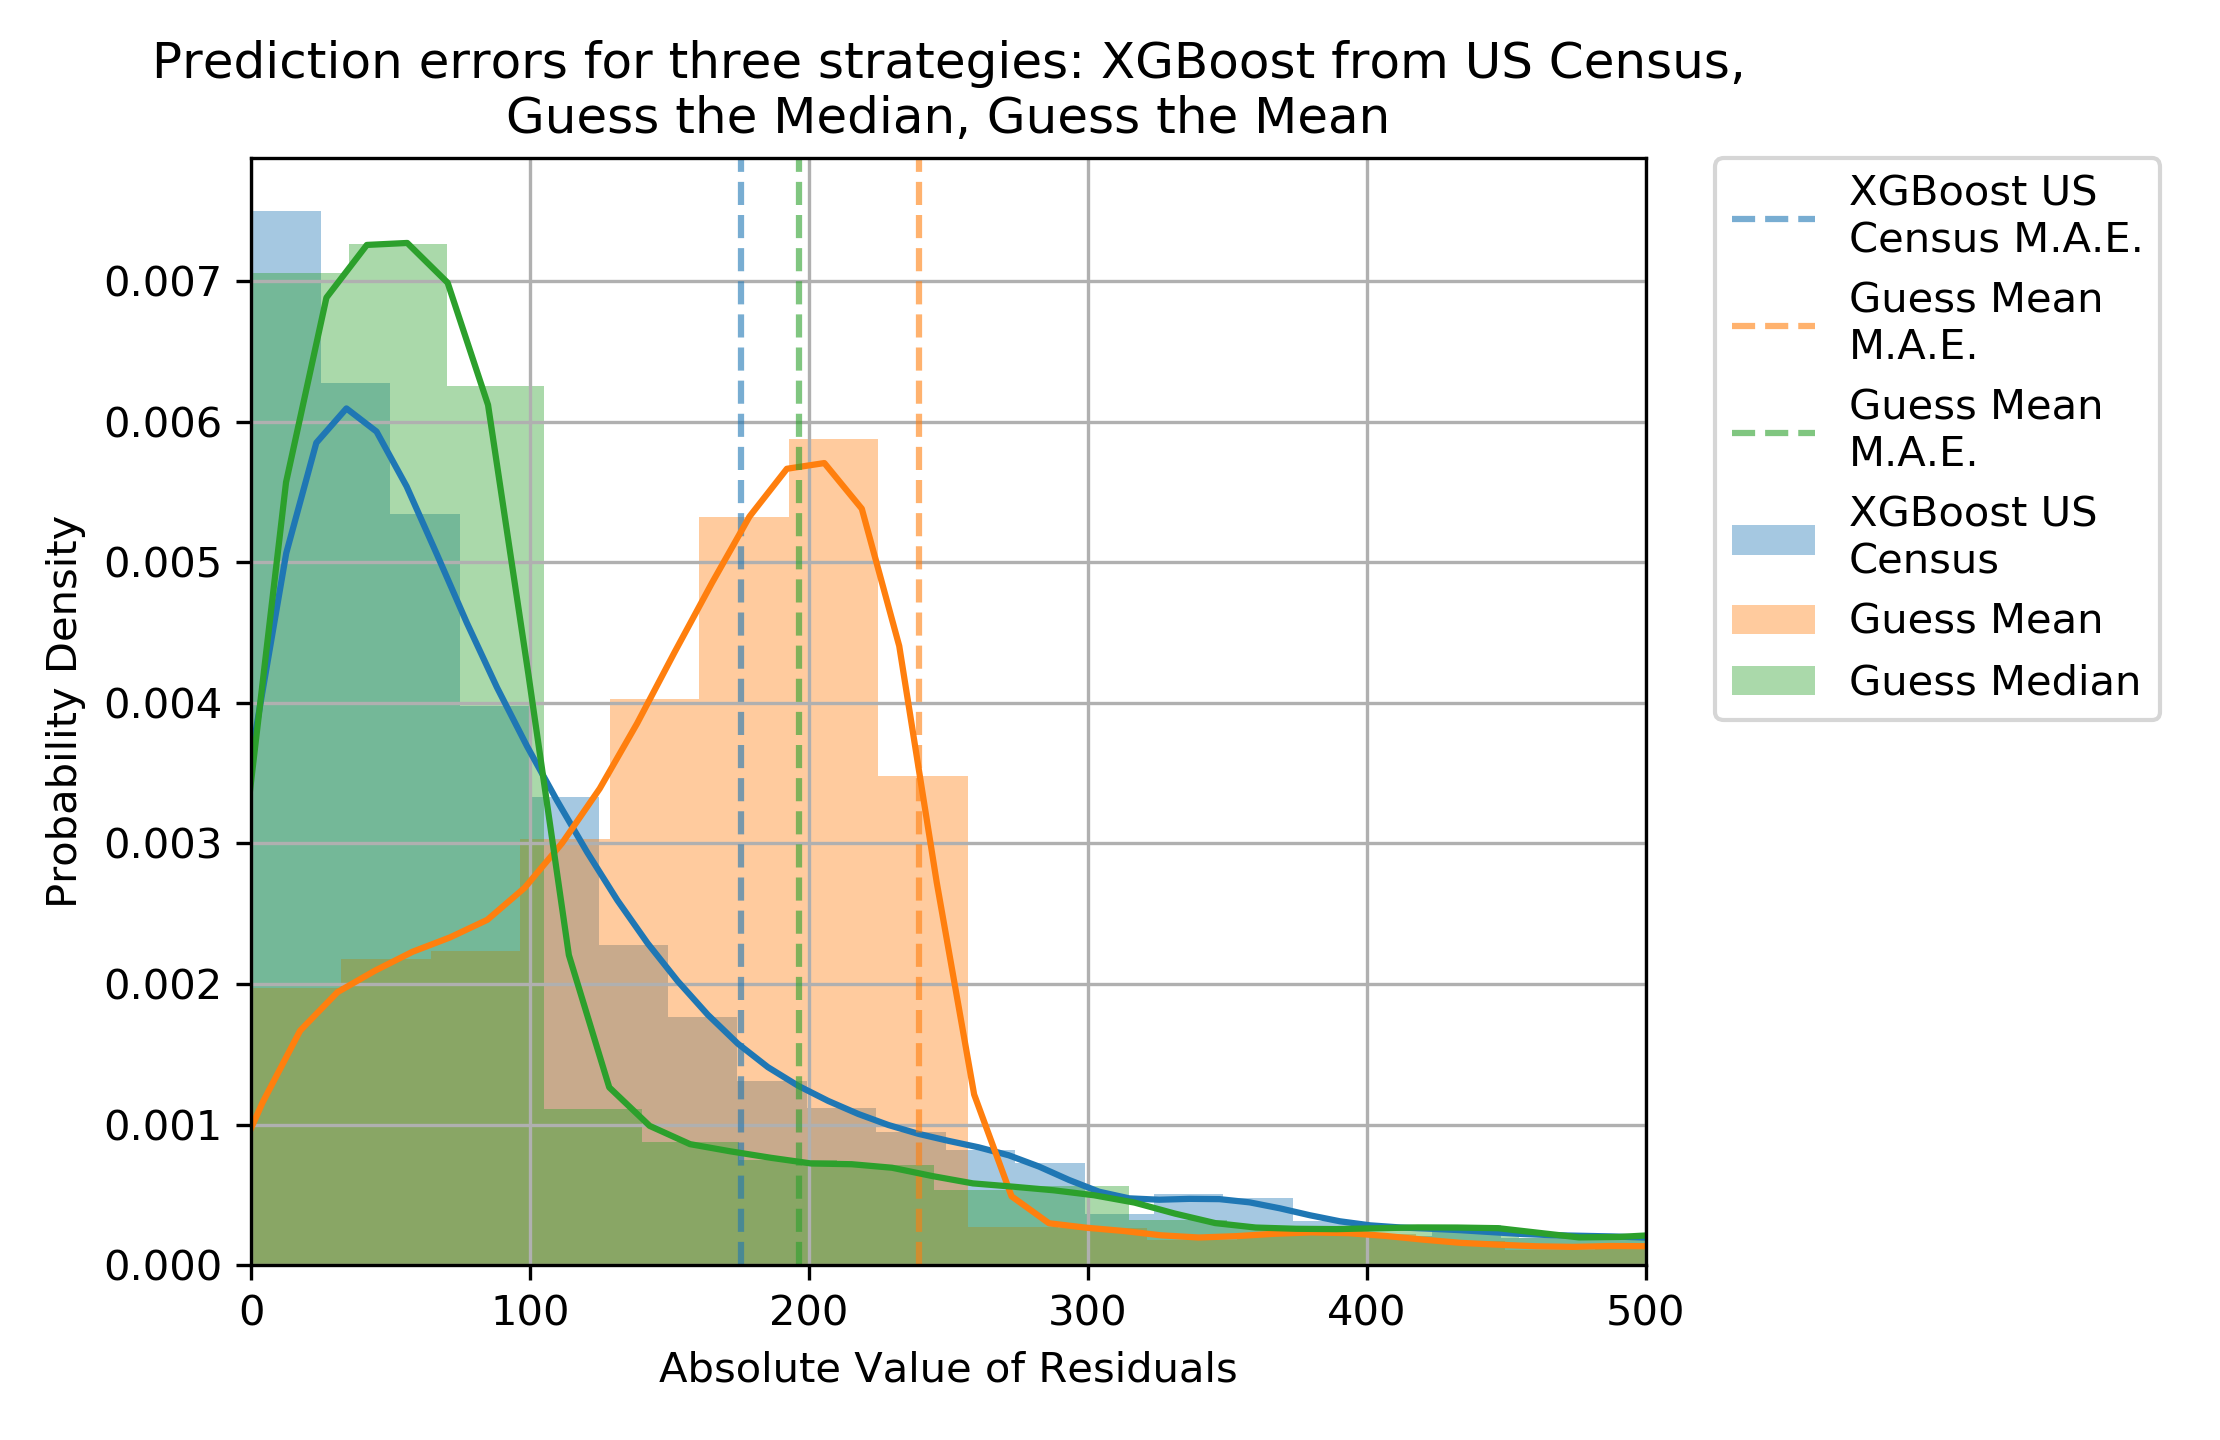 Prediction errors for three strategies: XGBoost from US Census,
Guess the Median, Guess the Mean
Probability Density
0.007
0.006
0.005
0.004
0.003
0.002
0.001
0.000
0 100 200 300 400 500
Absolute Value of Residuals
XGBoost US
Census M.A.E.
Guess Mean
M.A.E.
Guess Mean
M.A.E.
XGBoost US
Census
Guess Mean
Guess Median